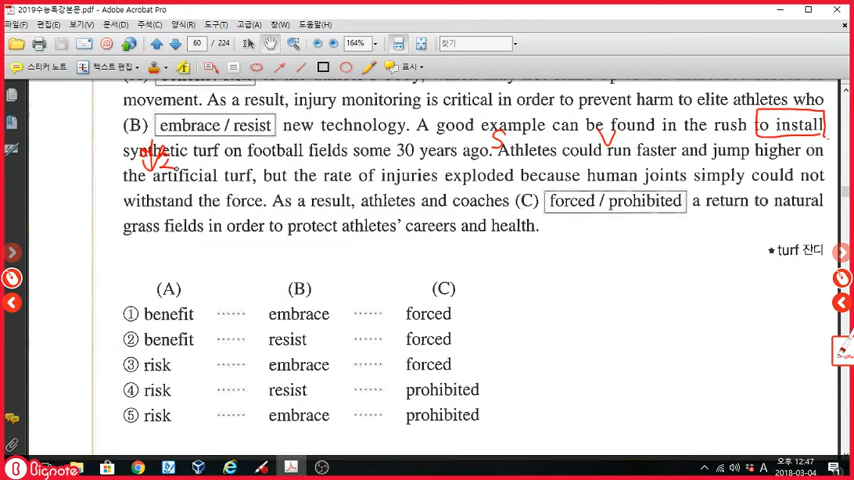 2019수능특강본문.pdf - Adobe Acrobat Pro
파일(F) 편집(E) 보기(V) 문서(D) 주석(C) 양식(R) 도구(T) 고급(A) 창(W) 도움말(H)
60 / 224 164% 찾기
스티커 노트 텍스트 편집 표시
movement. As a result, injury monitoring is critical in order to prevent harm to elite athletes who
(B) embrace / resist new technology. A good example can be found in the rush to install
synthetic turf on football fields some 30 years ago. Athletes could run faster and jump higher on
the artificial turf, but the rate of injuries exploded because human joints simply could not
withstand the force. As a result, athletes and coaches (C) forced / prohibited a return to natural
grass fields in order to protect athletes' careers and health.
* turf 잔디
(A) (B) (C)
① benefit ······ embrace ······ forced
② benefit ······ resist ······ forced
③ risk ······ embrace ······ forced
④ risk ······ resist ······ prohibited
⑤ risk ······ embrace ······ prohibited
S
V
Bignote
A 오후 12:47
2018-03-04